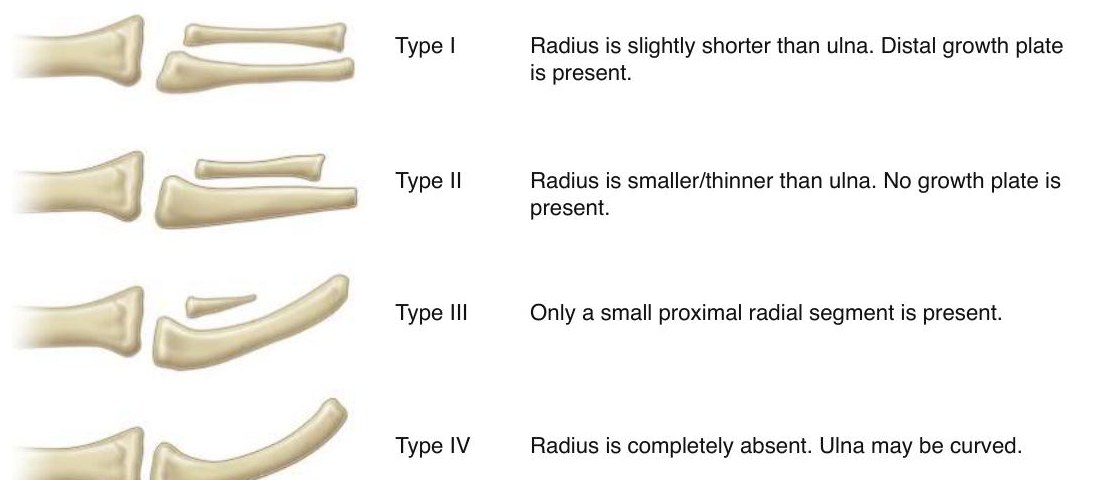 Type I
Radius is slightly shorter than ulna. Distal growth plate
is present.
Type II
Radius is smaller/thinner than ulna. No growth plate is
present.
Type III
Only a small proximal radial segment is present.
Type IV
Radius is completely absent. Ulna may be curved.